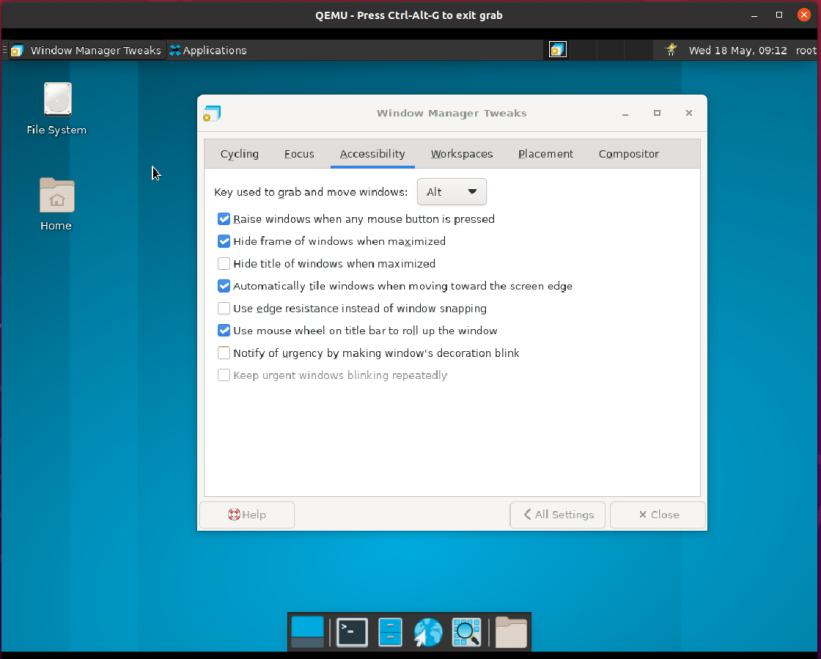 QEMU - Press Ctrl-Alt-G to exit grab
Window Manager Tweaks Applications Wed 18 May, 09:12 root
File System
Home
Window Manager Tweaks
Cycling Focus Accessibility Workspaces Placement Compositor
Key used to grab and move windows: Alt
Raise windows when any mouse button is pressed
Hide frame of windows when maximized
Hide title of windows when maximized
Automatically tile windows when moving toward the screen edge
Use edge resistance instead of window snapping
Use mouse wheel on title bar to roll up the window
Notify of urgency by making window's decoration blink
Keep urgent windows blinking repeatedly
Help All Settings Close